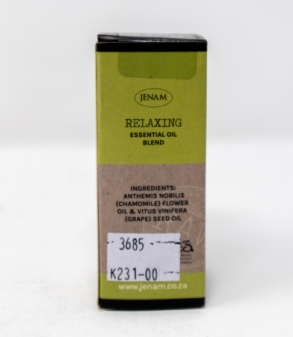 JENAM
RELAXING
ESSENTIAL OIL
BLEND
INGREDIENTS:
ANTHEMIS NOBILIS
(CHAMOMILE) FLOWER
OIL & VITUS VINIFERA
(GRAPE) SEED OIL
3685
K231-00
www.jenam.co.za